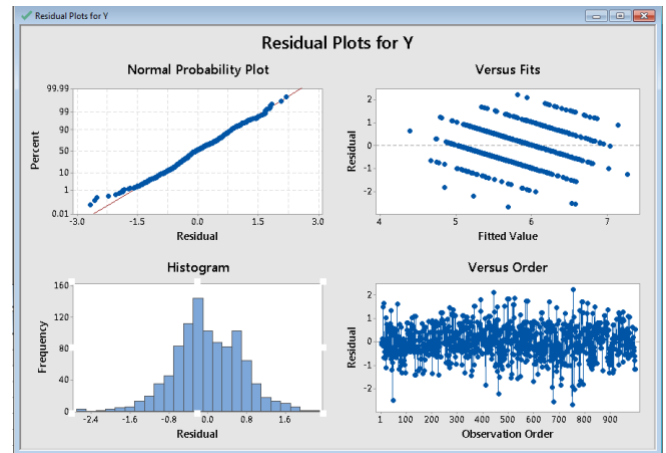 Residual Plots for Y
Residual Plots for Y
Normal Probability Plot
99.99
99
90
50
10
1
0.01
Percent
-3.0 -1.5 0.0 1.5 3.0
Residual
Versus Fits
2
1
0
-1
-2
Residual
4 5 6 7
Fitted Value
Histogram
160
120
80
40
0
Frequency
-2.4 -1.6 -0.8 0.0 0.8 1.6
Residual
Versus Order
2
1
0
-1
-2
Residual
1 100 200 300 400 500 600 700 800 900
Observation Order